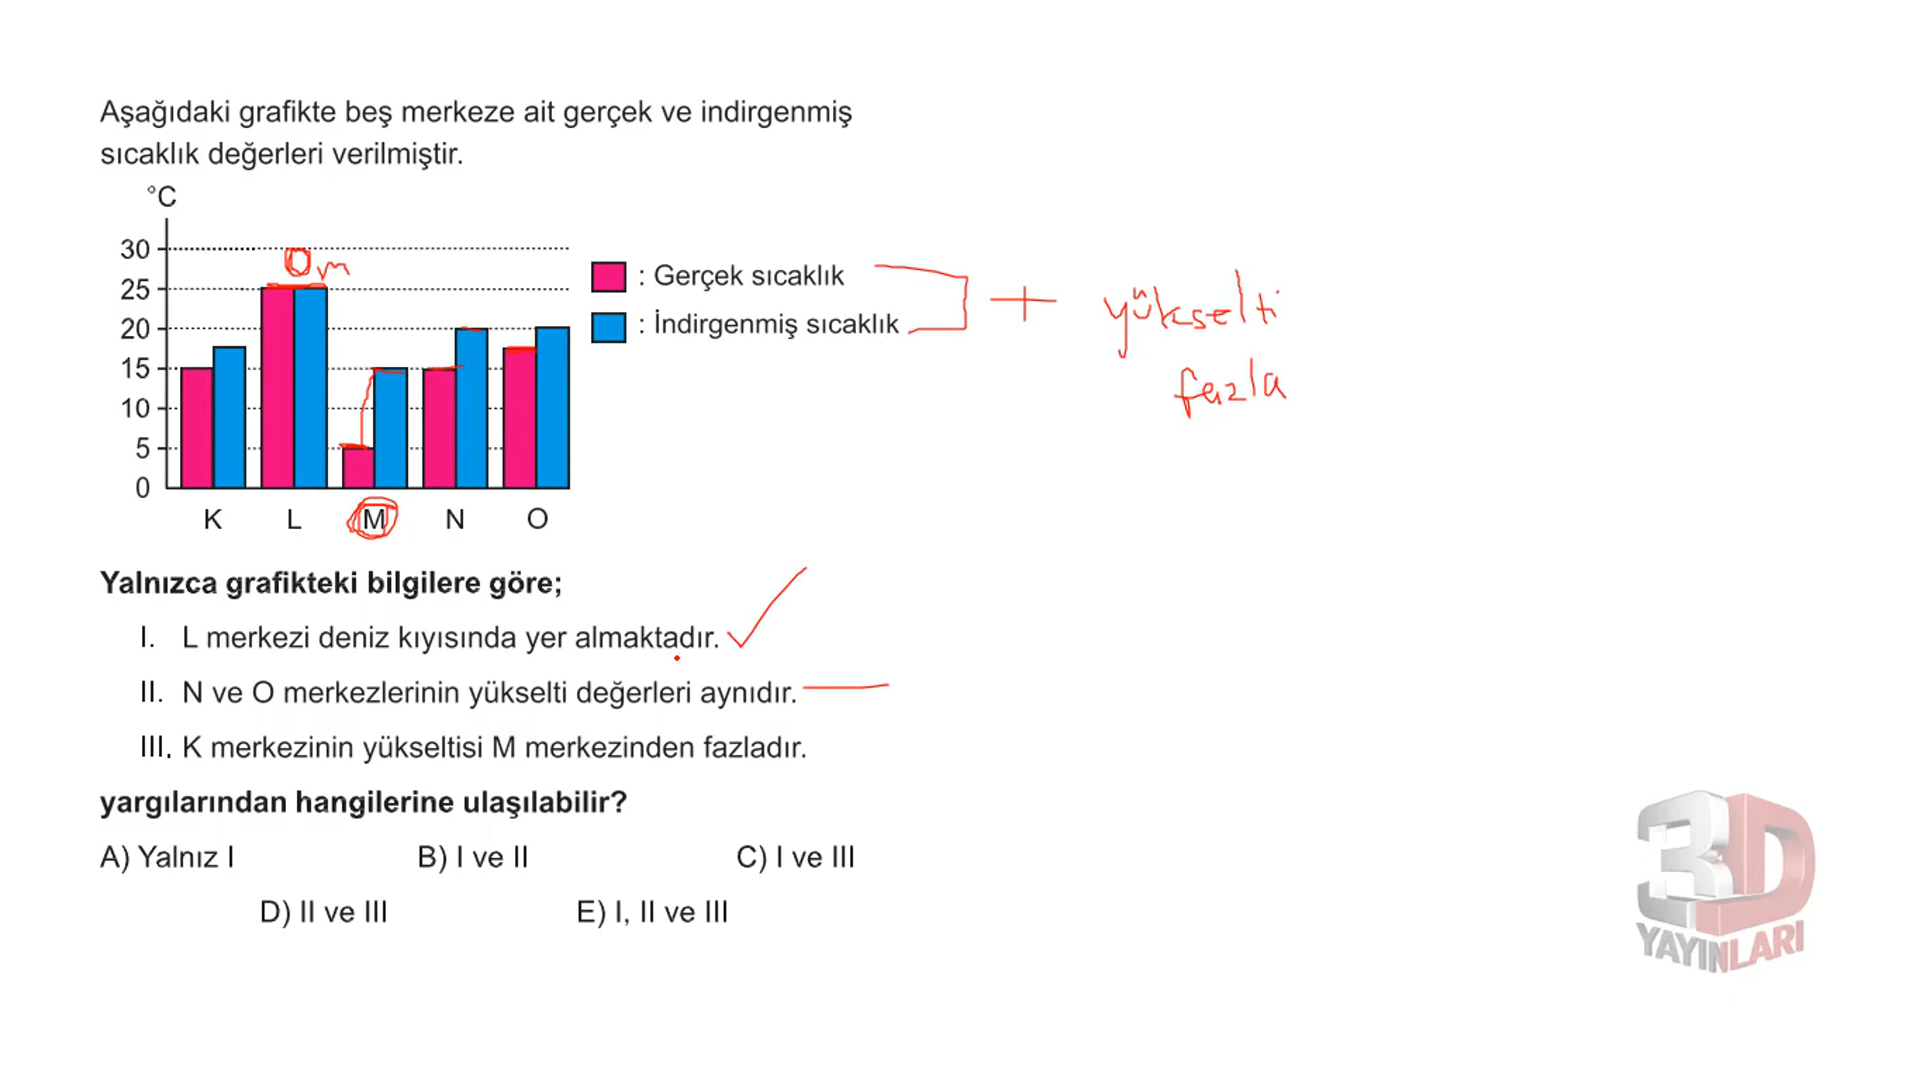 Aşağıdaki grafikte beş merkeze ait gerçek ve indirgenmiş
sıcaklık değerleri verilmiştir.
°C
30
25
20
15
10
5
0
K L M N O
0 m
: Gerçek sıcaklık
: İndirgenmiş sıcaklık
+ yükselti
fazla
Yalnızca grafikteki bilgilere göre;
I. L merkezi deniz kıyısında yer almaktadır.
II. N ve O merkezlerinin yükselti değerleri aynıdır.
III. K merkezinin yükseltisi M merkezinden fazladır.
yargılarından hangilerine ulaşılabilir?
A) Yalnız I B) I ve II C) I ve III
D) II ve III E) I, II ve III
3D
YAYINLARI